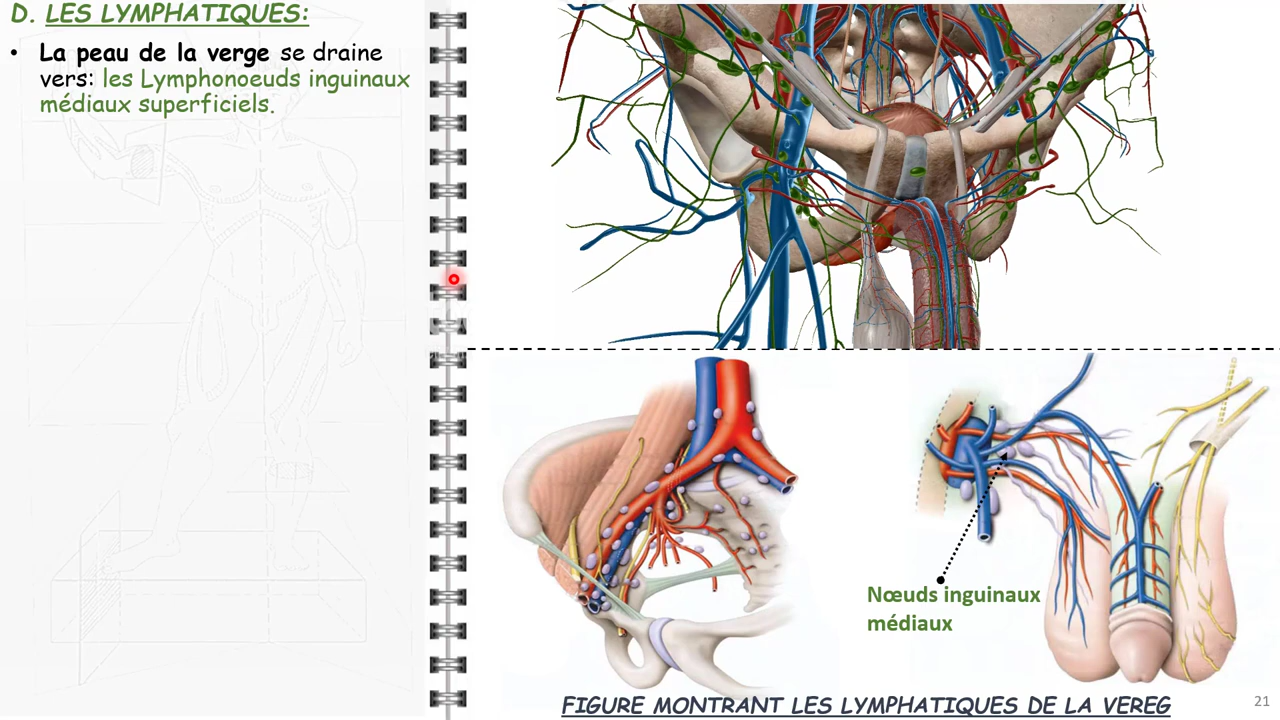 D. LES LYMPHATIQUES:
• La peau de la verge se draine
vers: les Lymphonoeuds inguinaux
médiaux superficiels.
Nœuds inguinaux
médiaux
FIGURE MONTRANT LES LYMPHATIQUES DE LA VEREG
21